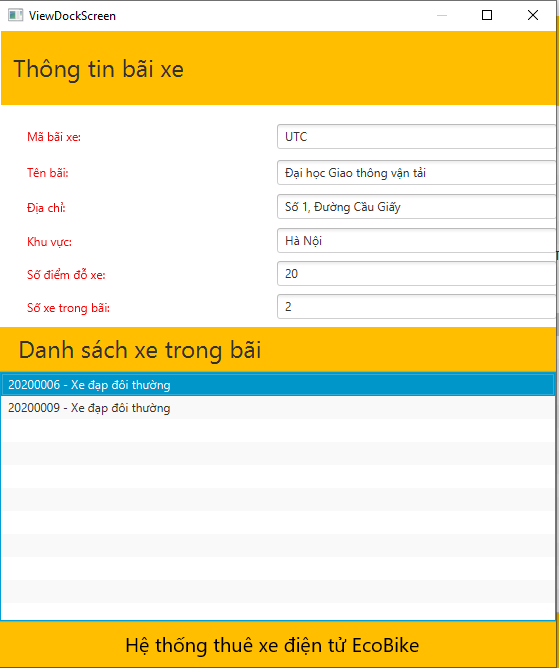 ViewDockScreen
Thông tin bãi xe
Mã bãi xe: UTC
Tên bãi: Đại học Giao thông vận tải
Địa chỉ: Số 1, Đường Cầu Giấy
Khu vực: Hà Nội
Số điểm đỗ xe: 20
Số xe trong bãi: 2
Danh sách xe trong bãi
20200006 - Xe đạp đôi thường
20200009 - Xe đạp đôi thường
Hệ thống thuê xe điện tử EcoBike